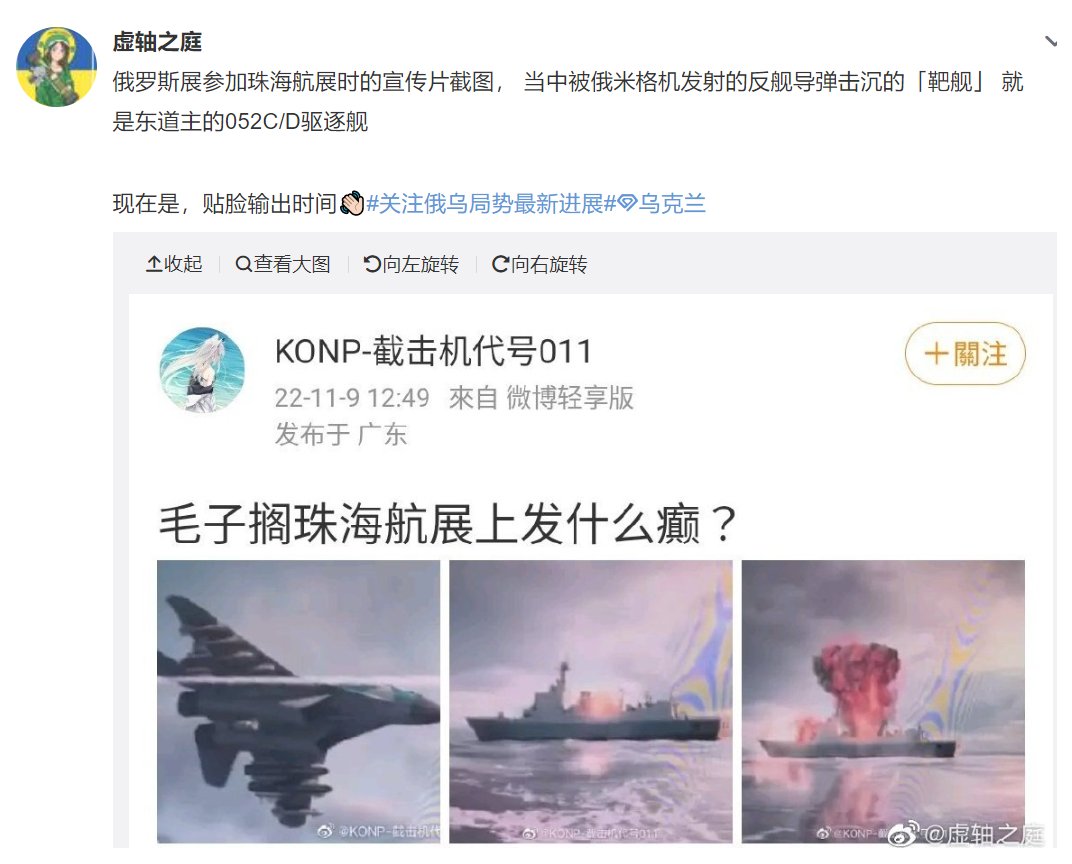 虚轴之庭
俄罗斯展参加珠海航展时的宣传片截图， 当中被俄米格机发射的反舰导弹击沉的「靶舰」 就
是东道主的052C/D驱逐舰
现在是，贴脸输出时间#关注俄乌局势最新进展#乌克兰
收起
查看大图
向左旋转
向右旋转
KONP-截击机代号011
22-11-9 12:49 來自 微博轻享版
发布于 广东
＋關注
毛子搁珠海航展上发什么癫？
@KONP-截击机代
@KONP-截击机代号011
@KONP-截
@虚轴之庭